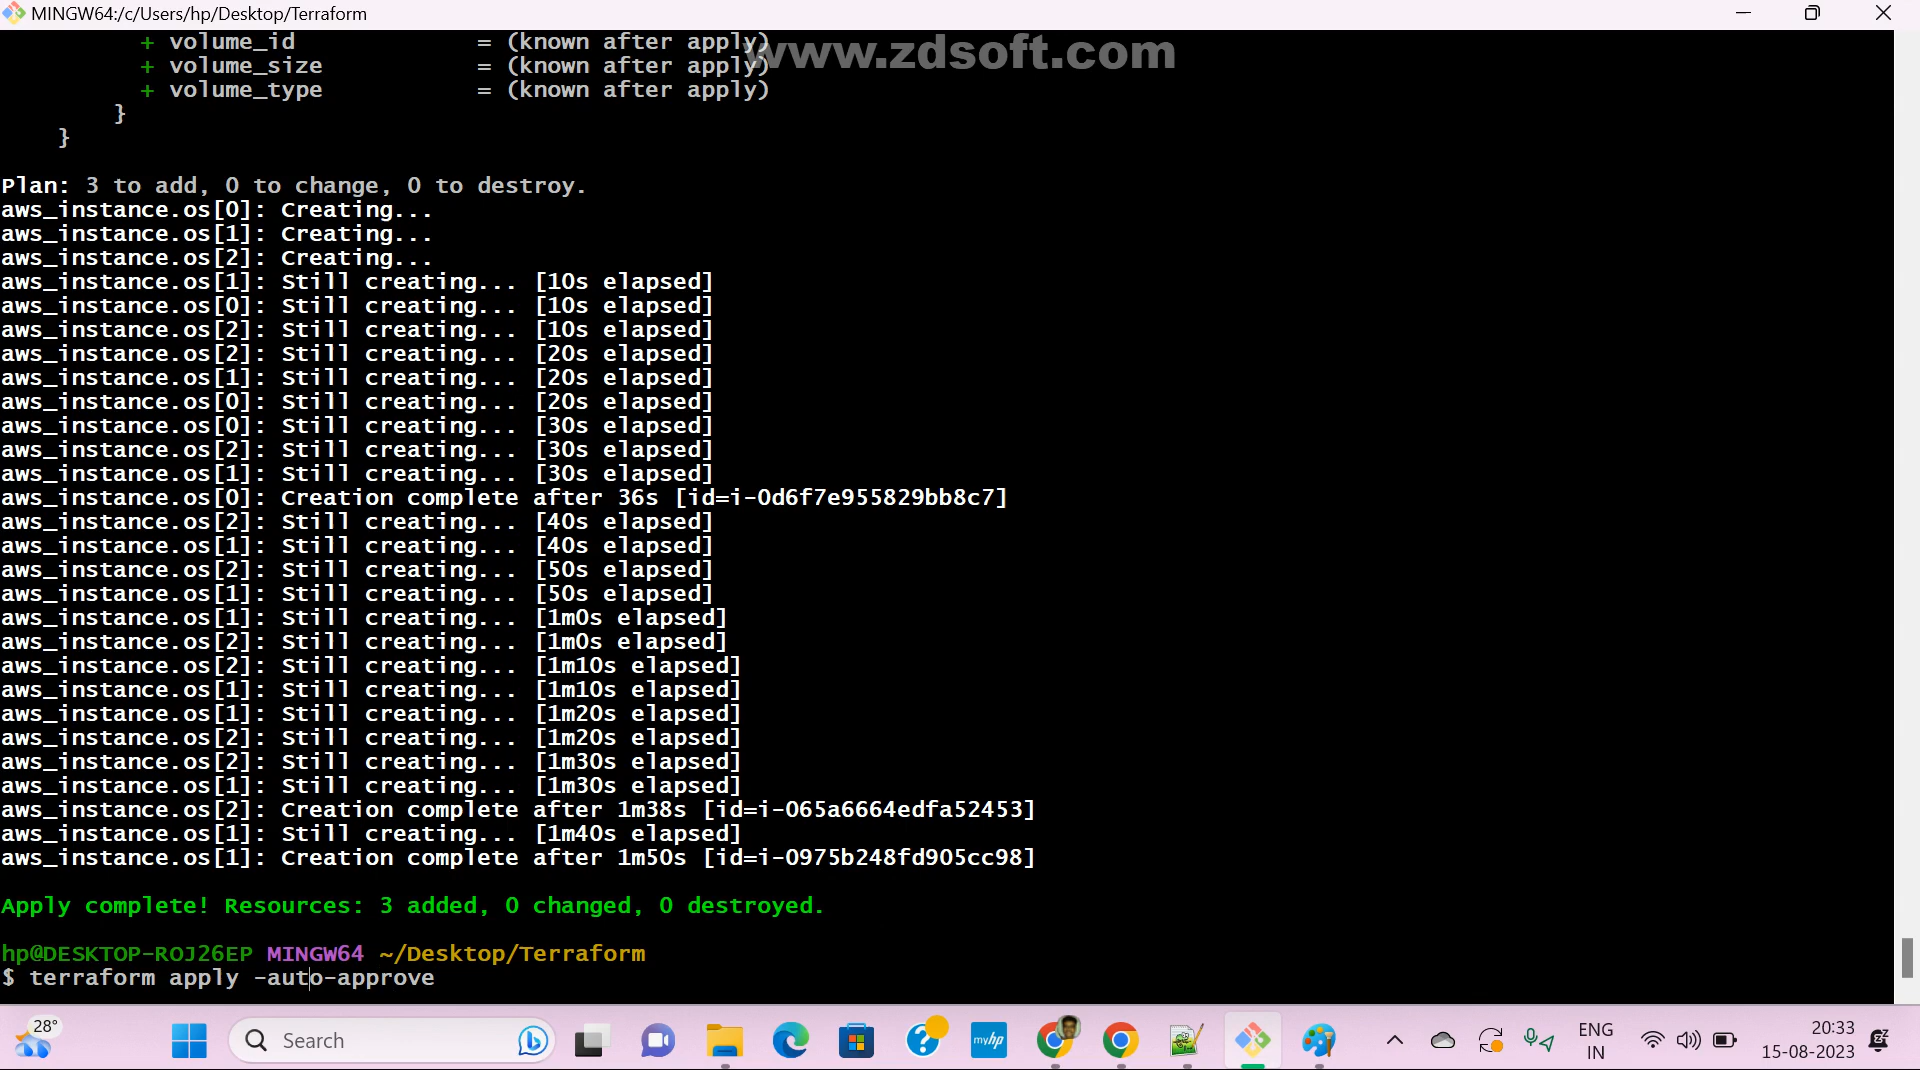 MINGW64:/c/Users/hp/Desktop/Terraform
+ volume_id = (known after apply)
www.zdsoft.com
+ volume_size = (known after apply)
+ volume_type = (known after apply)
}
}
Plan: 3 to add, 0 to change, 0 to destroy.
aws_instance.os[0]: Creating...
aws_instance.os[1]: Creating...
aws_instance.os[2]: Creating...
aws_instance.os[1]: Still creating... [10s elapsed]
aws_instance.os[0]: Still creating... [10s elapsed]
aws_instance.os[2]: Still creating... [10s elapsed]
aws_instance.os[2]: Still creating... [20s elapsed]
aws_instance.os[1]: Still creating... [20s elapsed]
aws_instance.os[0]: Still creating... [20s elapsed]
aws_instance.os[0]: Still creating... [30s elapsed]
aws_instance.os[2]: Still creating... [30s elapsed]
aws_instance.os[1]: Still creating... [30s elapsed]
aws_instance.os[0]: Creation complete after 36s [id=i-0d6f7e955829bb8c7]
aws_instance.os[2]: Still creating... [40s elapsed]
aws_instance.os[1]: Still creating... [40s elapsed]
aws_instance.os[2]: Still creating... [50s elapsed]
aws_instance.os[1]: Still creating... [50s elapsed]
aws_instance.os[1]: Still creating... [1m0s elapsed]
aws_instance.os[2]: Still creating... [1m0s elapsed]
aws_instance.os[2]: Still creating... [1m10s elapsed]
aws_instance.os[1]: Still creating... [1m10s elapsed]
aws_instance.os[1]: Still creating... [1m20s elapsed]
aws_instance.os[2]: Still creating... [1m20s elapsed]
aws_instance.os[2]: Still creating... [1m30s elapsed]
aws_instance.os[1]: Still creating... [1m30s elapsed]
aws_instance.os[2]: Creation complete after 1m38s [id=i-065a6664edfa52453]
aws_instance.os[1]: Still creating... [1m40s elapsed]
aws_instance.os[1]: Creation complete after 1m50s [id=i-0975b248fd905cc98]
Apply complete! Resources: 3 added, 0 changed, 0 destroyed.
hp@DESKTOP-ROJ26EP MINGW64 ~/Desktop/Terraform
$ terraform apply -auto-approve
28°
Search
myhp
ENG
IN
20:33
15-08-2023